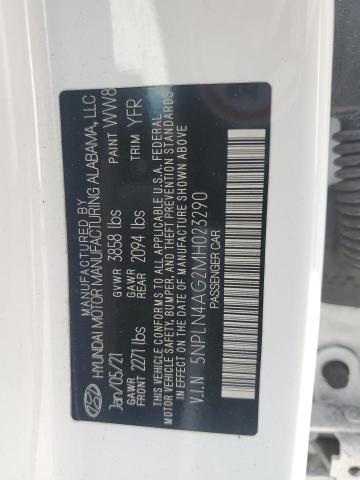 MANUFACTURED BY
HYUNDAI MOTOR MANUFACTURING ALABAMA, LLC
Jan/05/21 GVWR 3858 lbs PAINT WW8
GAWR FRONT 2271 lbs GAWR REAR 2094 lbs TRIM YFR
THIS VEHICLE CONFORMS TO ALL APPLICABLE U.S.A. FEDERAL
MOTOR VEHICLE SAFETY, BUMPER, AND THEFT PREVENTION STANDARDS
IN EFFECT ON THE DATE OF MANUFACTURE SHOWN ABOVE.
V.I.N 5NPLN4AG2MH023290
PASSENGER CAR